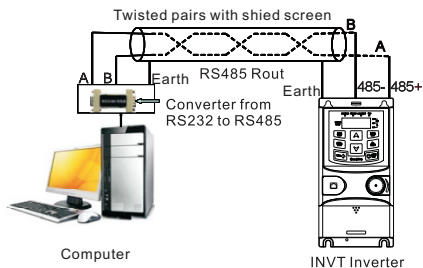 Twisted pairs with shied screen
B
A
A B
Earth
RS485 Rout
Earth
485- 485+
Converter from
RS232 to RS485
Computer
INVT Inverter